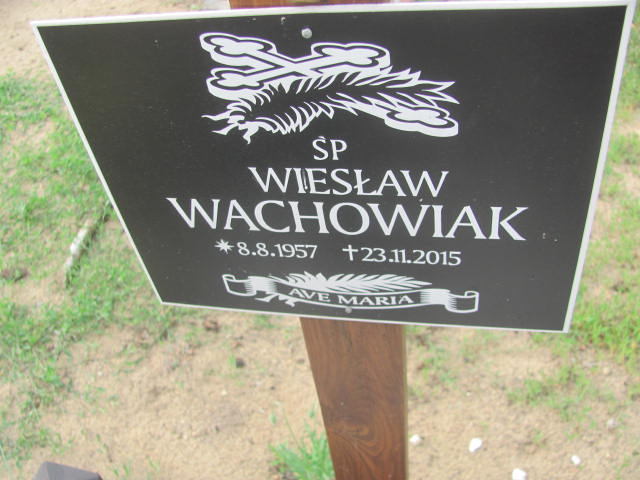 ŚP
WIESŁAW
WACHOWIAK
*8.8.1957 †23.11.2015
AVE MARIA